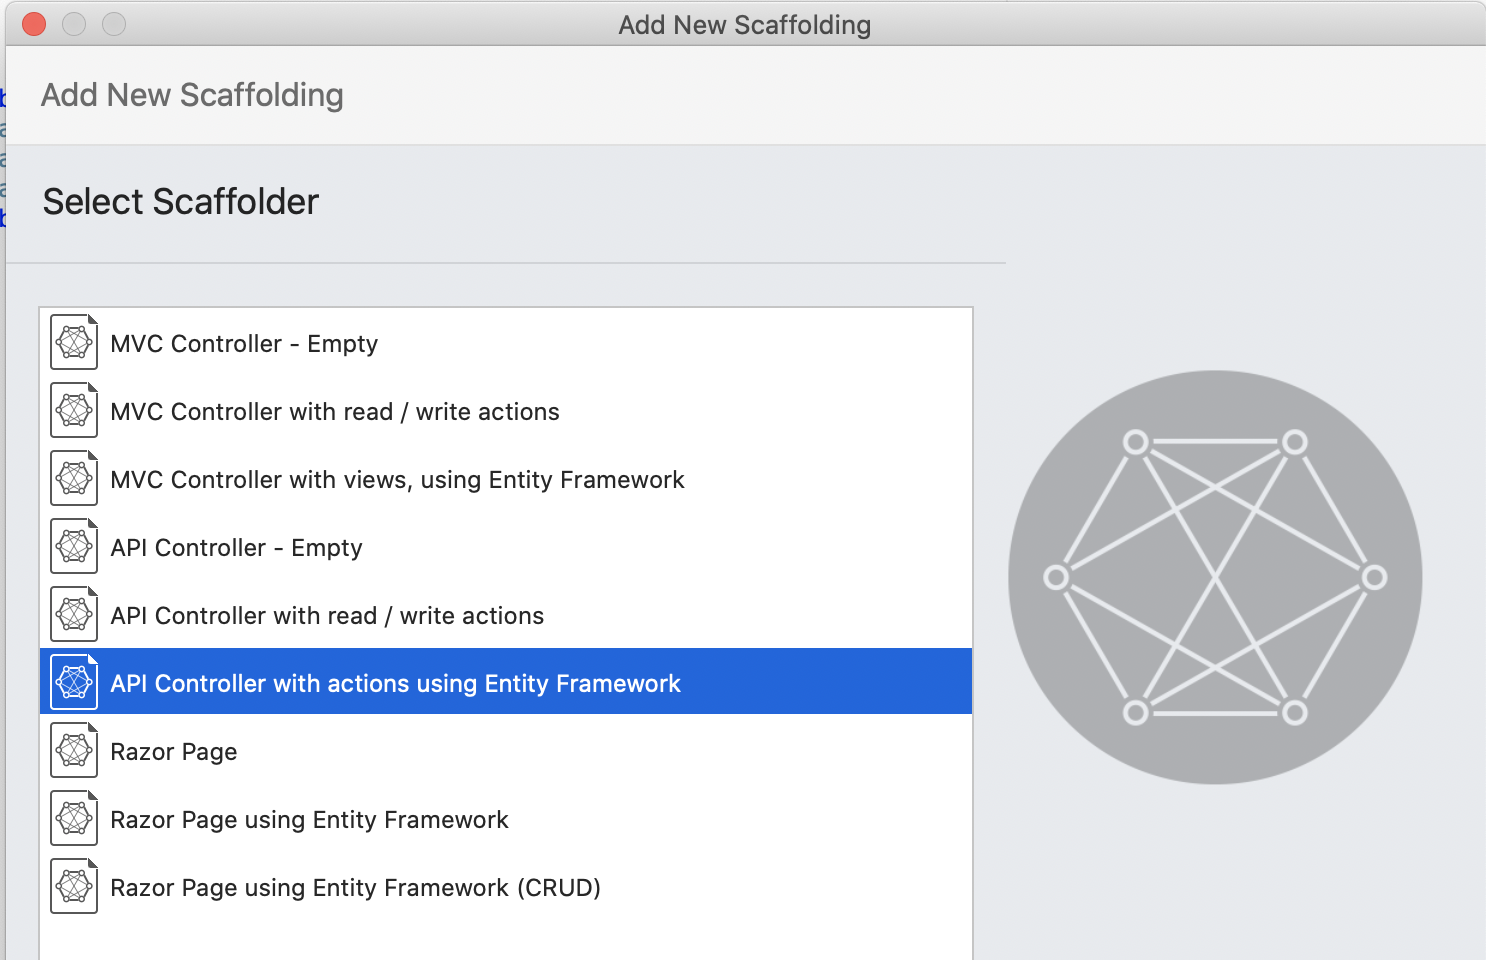 Add New Scaffolding
Add New Scaffolding
Select Scaffolder
MVC Controller - Empty
MVC Controller with read / write actions
MVC Controller with views, using Entity Framework
API Controller - Empty
API Controller with read / write actions
API Controller with actions using Entity Framework
Razor Page
Razor Page using Entity Framework
Razor Page using Entity Framework (CRUD)